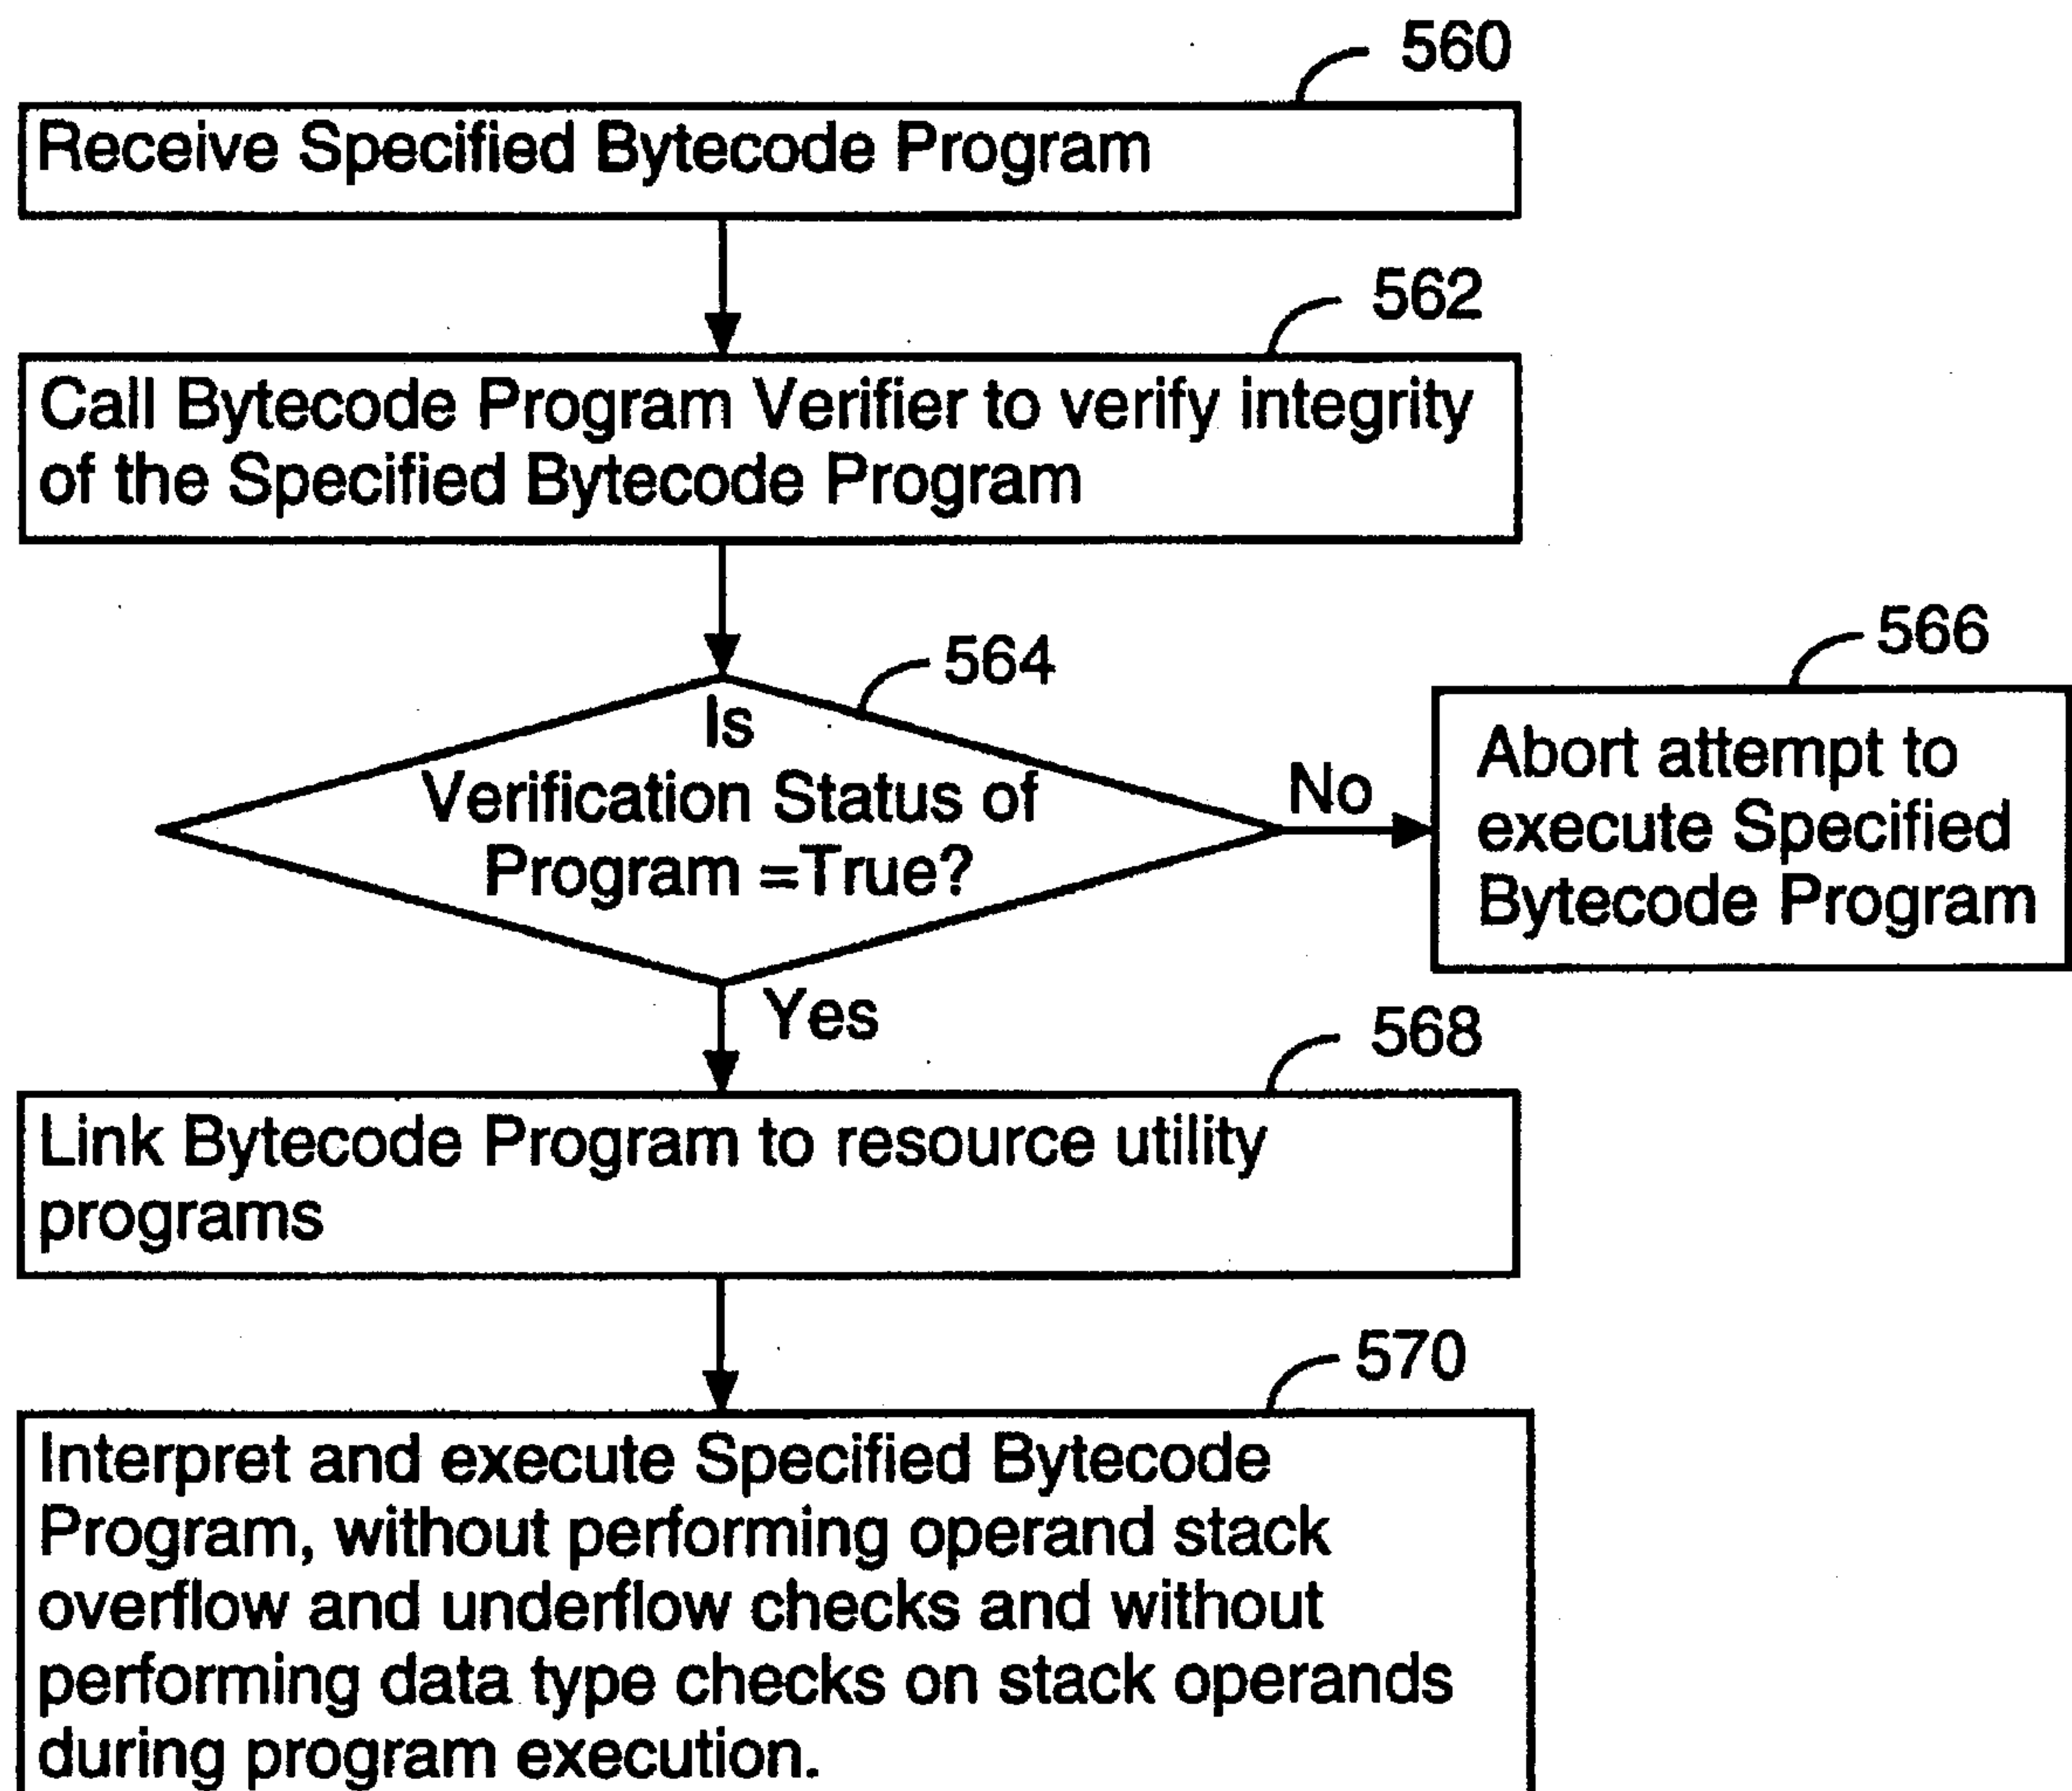 560
Receive Specified Bytecode Program
562
Call Bytecode Program Verifier to verify integrity
of the Specified Bytecode Program
564
Is
Verification Status of
Program =True?
No
566
Abort attempt to
execute Specified
Bytecode Program
Yes
568
Link Bytecode Program to resource utility
programs
570
Interpret and execute Specified Bytecode
Program, without performing operand stack
overflow and underflow checks and without
performing data type checks on stack operands
during program execution.